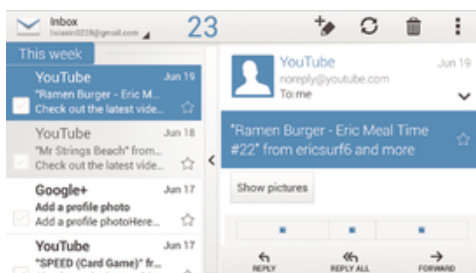 Inbox
23
This week
YouTube Jun 19
"Ramen Burger - Eric M...
Check out the latest vide...
YouTube Jun 18
"Mr Strings Beach" from...
Check out the latest vide...
Google+ Jun 17
Add a profile photo
Add a profile photoHere...
YouTube Jun 17
"SPEED (Card Game)" fr...
YouTube Jun 19
noreply@youtube.com
To: me
"Ramen Burger - Eric Meal Time
#22" from ericsurf6 and more
Show pictures
REPLY
REPLY ALL
FORWARD